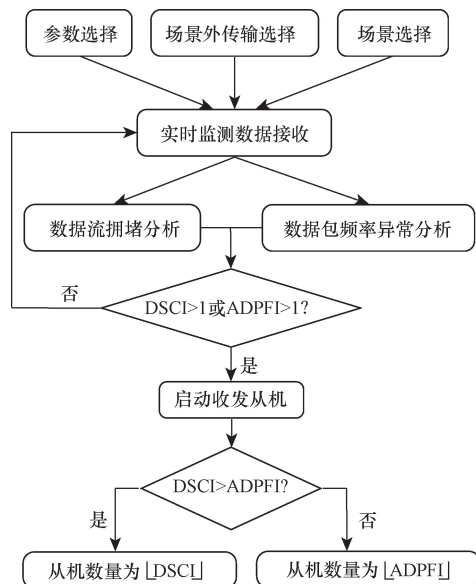 参数选择
场景外传输选择
场景选择
实时监测数据接收
数据流拥堵分析
数据包频率异常分析
否
DSCI>1或ADPFI>1?
是
启动收发从机
DSCI>ADPFI?
是
否
从机数量为⌊DSCI⌋
从机数量为⌊ADPFI⌋